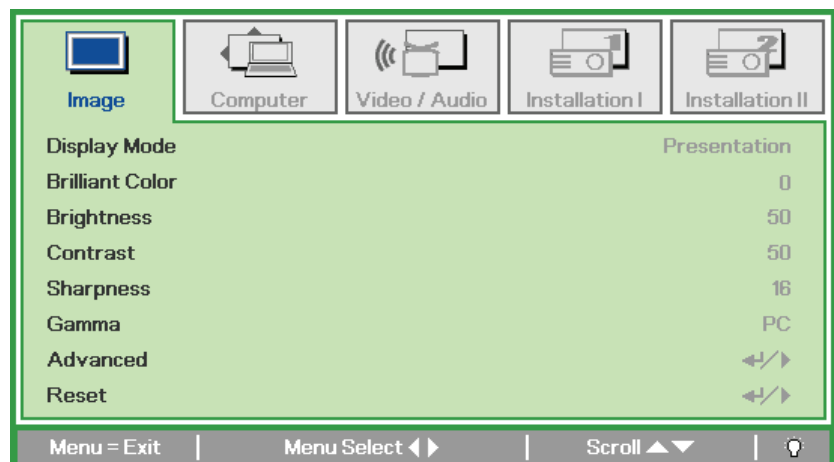 Image Computer Video / Audio Installation I Installation II
Display Mode Presentation
Brilliant Color 0
Brightness 50
Contrast 50
Sharpness 16
Gamma PC
Advanced
Reset
Menu = Exit Menu Select Scroll